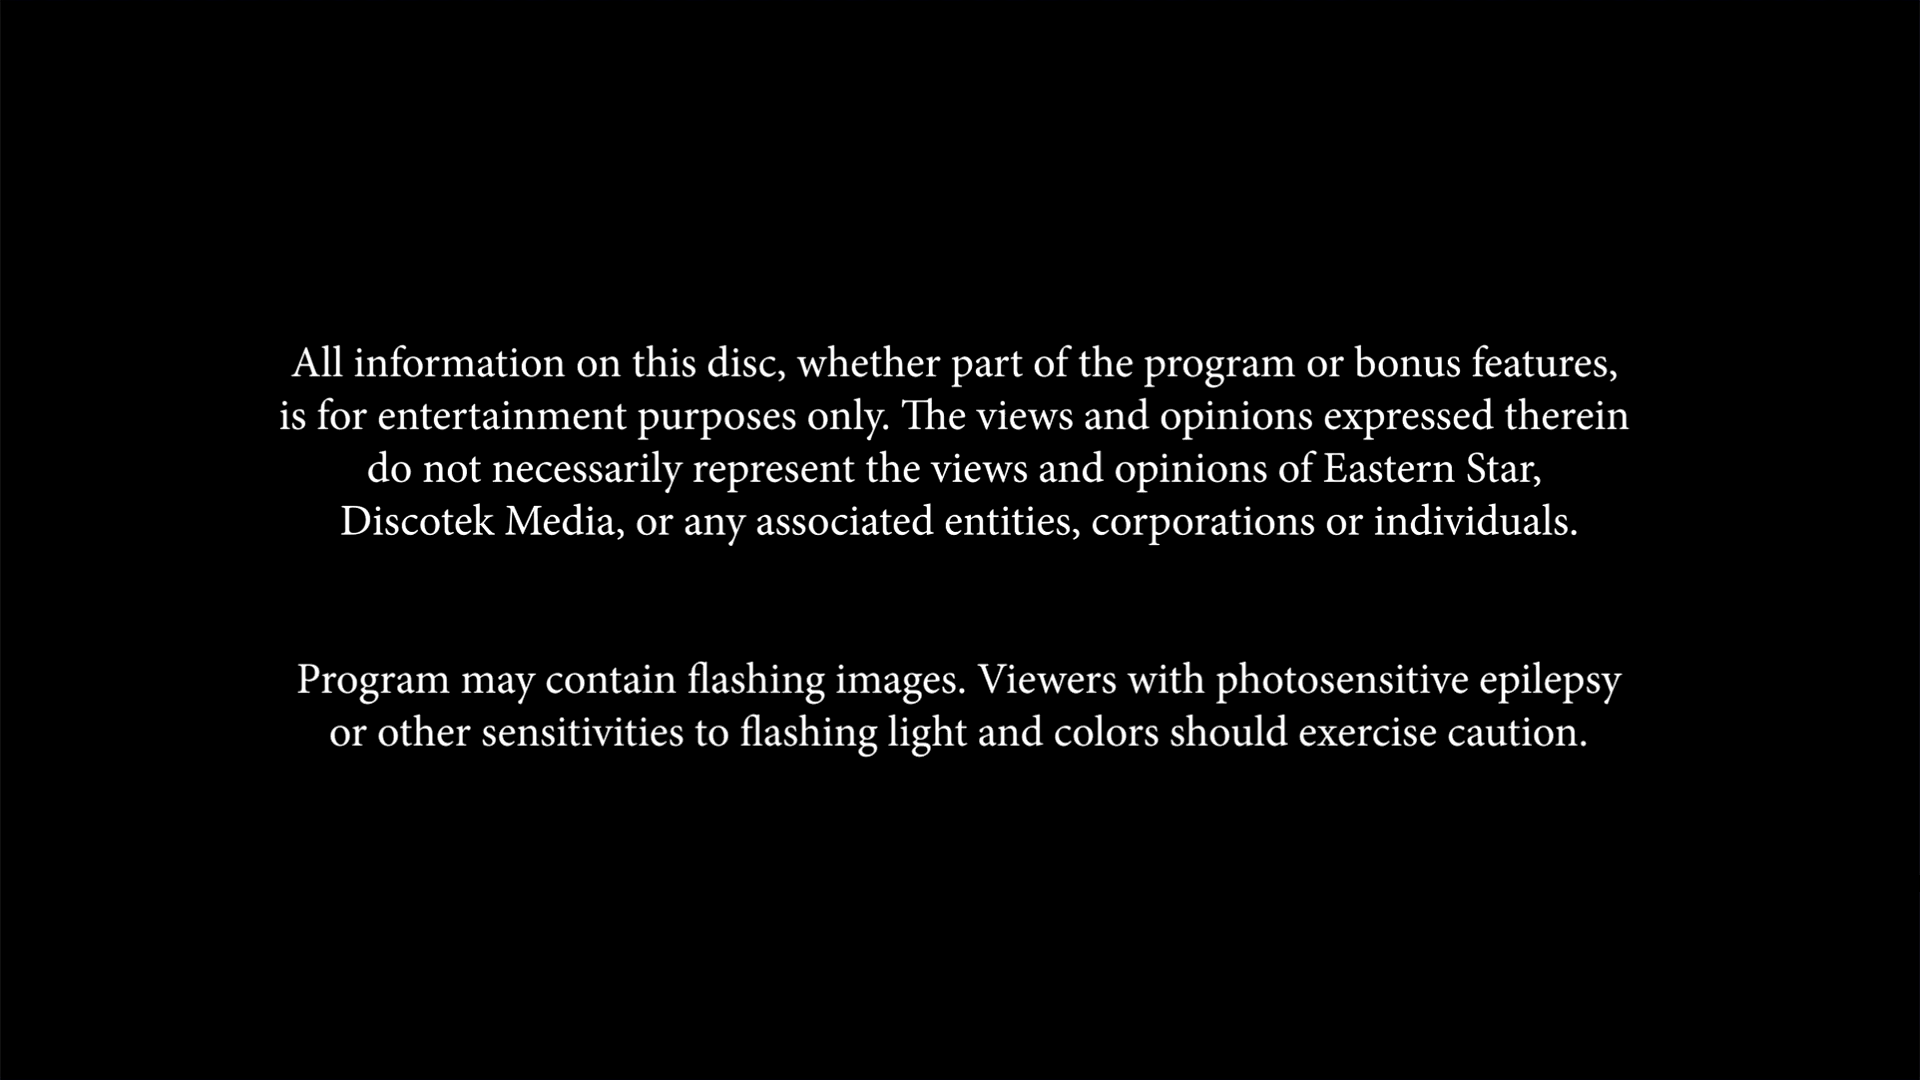 All information on this disc, whether part of the program or bonus features,
is for entertainment purposes only. The views and opinions expressed therein
do not necessarily represent the views and opinions of Eastern Star,
Discotek Media, or any associated entities, corporations or individuals.
Program may contain flashing images. Viewers with photosensitive epilepsy
or other sensitivities to flashing light and colors should exercise caution.